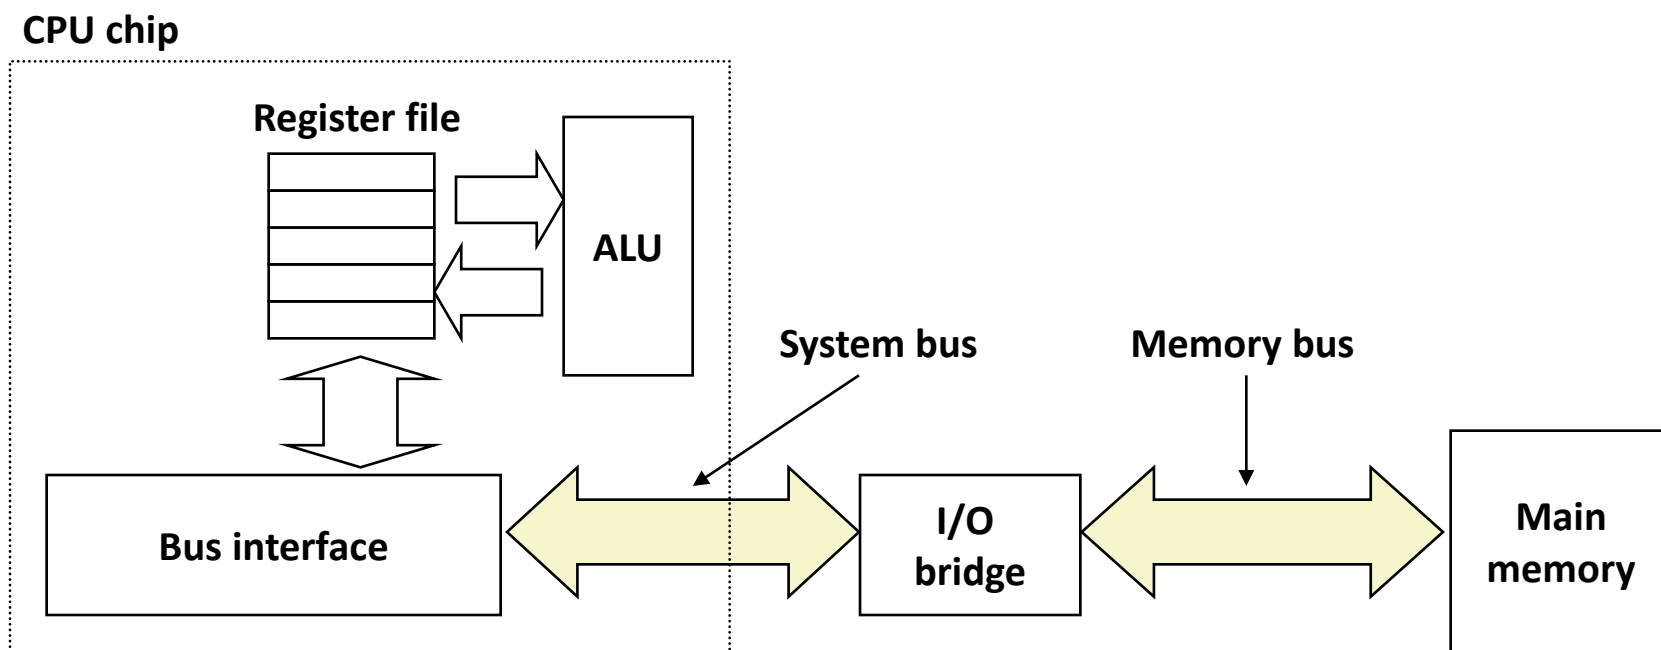 CPU chip
Register file
ALU
System bus
Memory bus
Bus interface
I/O
bridge
Main
memory